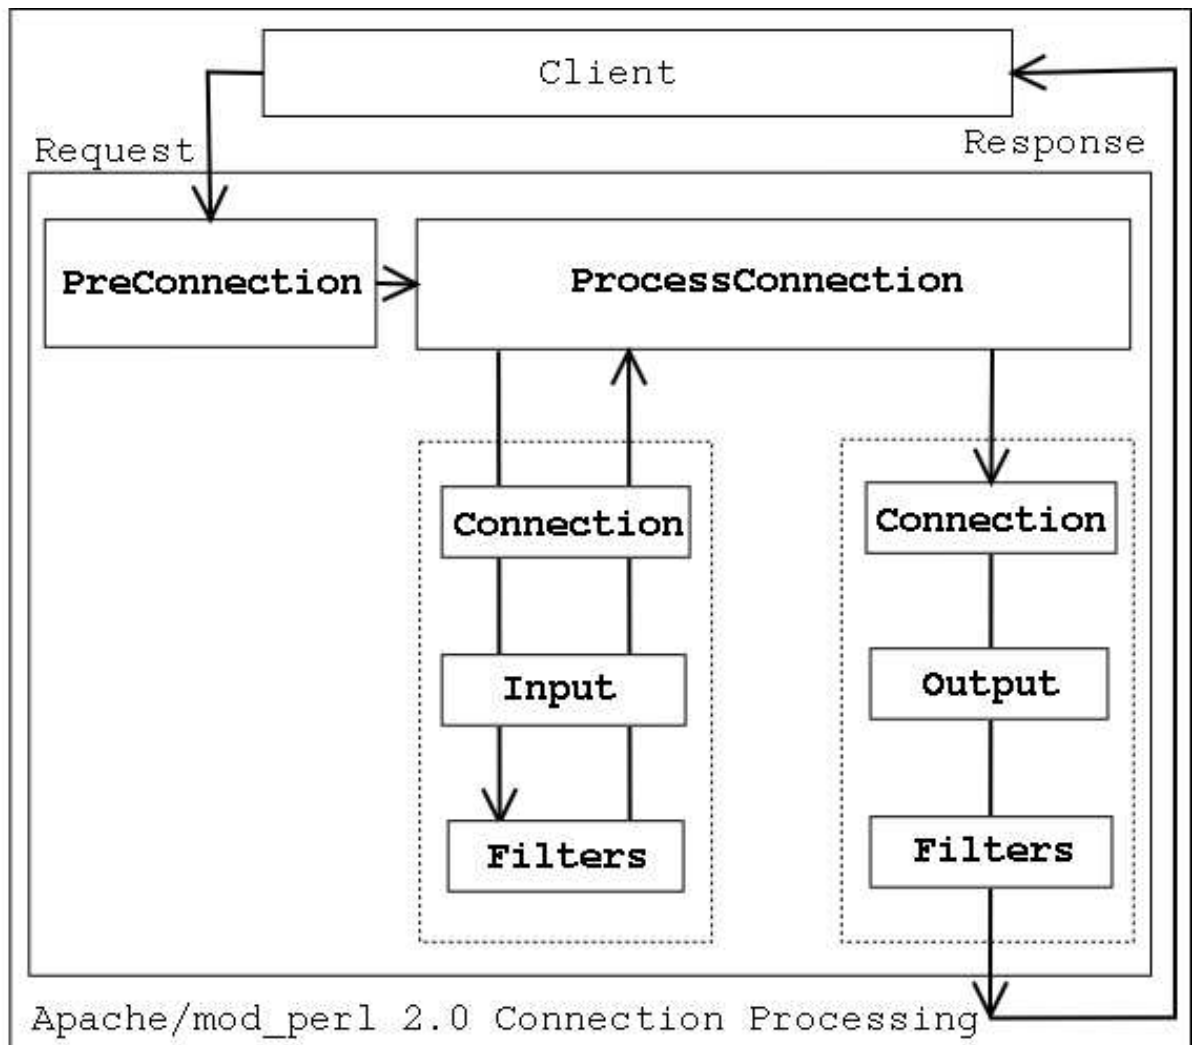 Client
Request
Response
PreConnection
ProcessConnection
Connection
Input
Filters
Connection
Output
Filters
Apache/mod_perl 2.0 Connection Processing